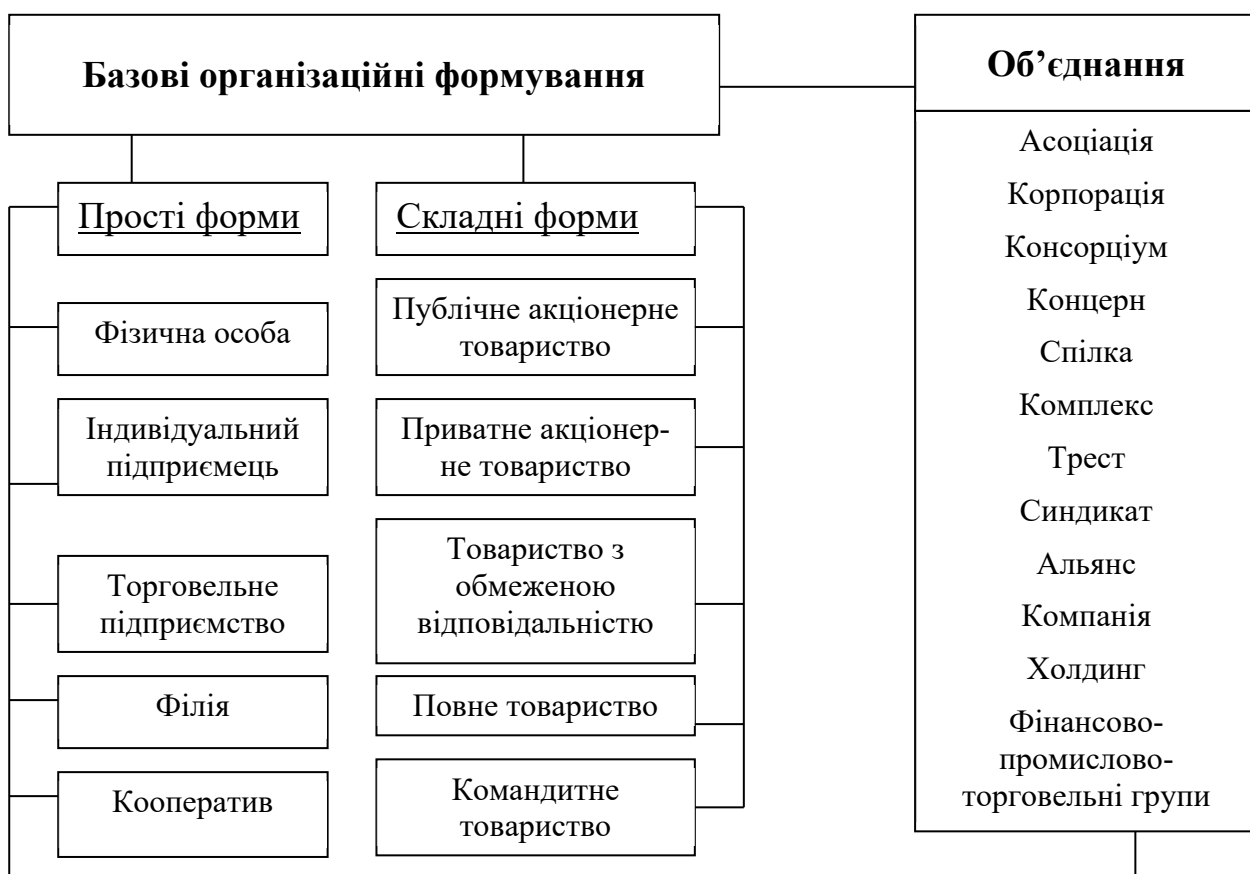 Базові організаційні формування
Об’єднання
Прості форми
Фізична особа
Індивідуальний
підприємець
Торговельне
підприємство
Філія
Кооператив
Складні форми
Публічне акціонерне
товариство
Приватне акціонер-
не товариство
Товариство з
обмеженою
відповідальністю
Повне товариство
Командитне
товариство
Асоціація
Корпорація
Консорціум
Концерн
Спілка
Комплекс
Трест
Синдикат
Альянс
Компанія
Холдинг
Фінансово-
промислово-
торговельні групи